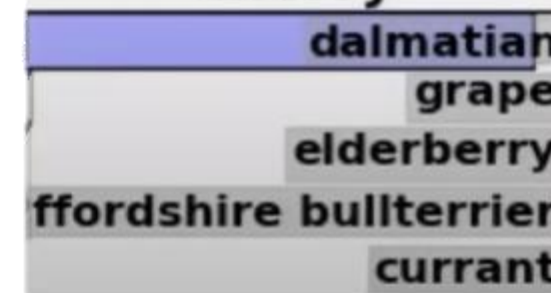 dalmatian
grape
elderberry
ffordshire bullterrier
currant